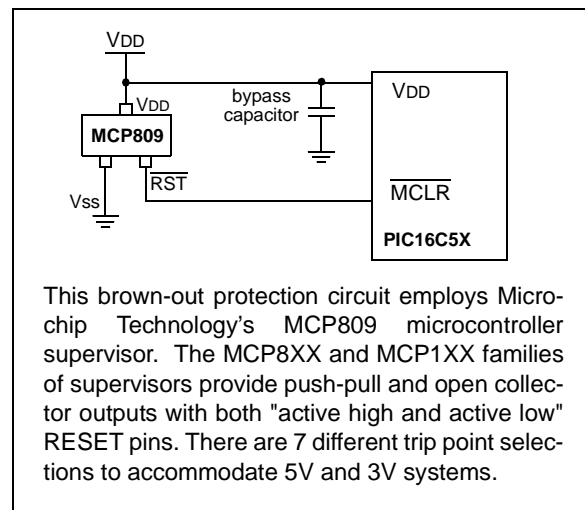 VDD
VDD
bypass
capacitor
VDD
MCP809
RST
MCLR
Vss
PIC16C5X
This brown-out protection circuit employs Micro-
chip Technology's MCP809 microcontroller
supervisor. The MCP8XX and MCP1XX families
of supervisors provide push-pull and open collec-
tor outputs with both "active high and active low"
RESET pins. There are 7 different trip point selec-
tions to accommodate 5V and 3V systems.